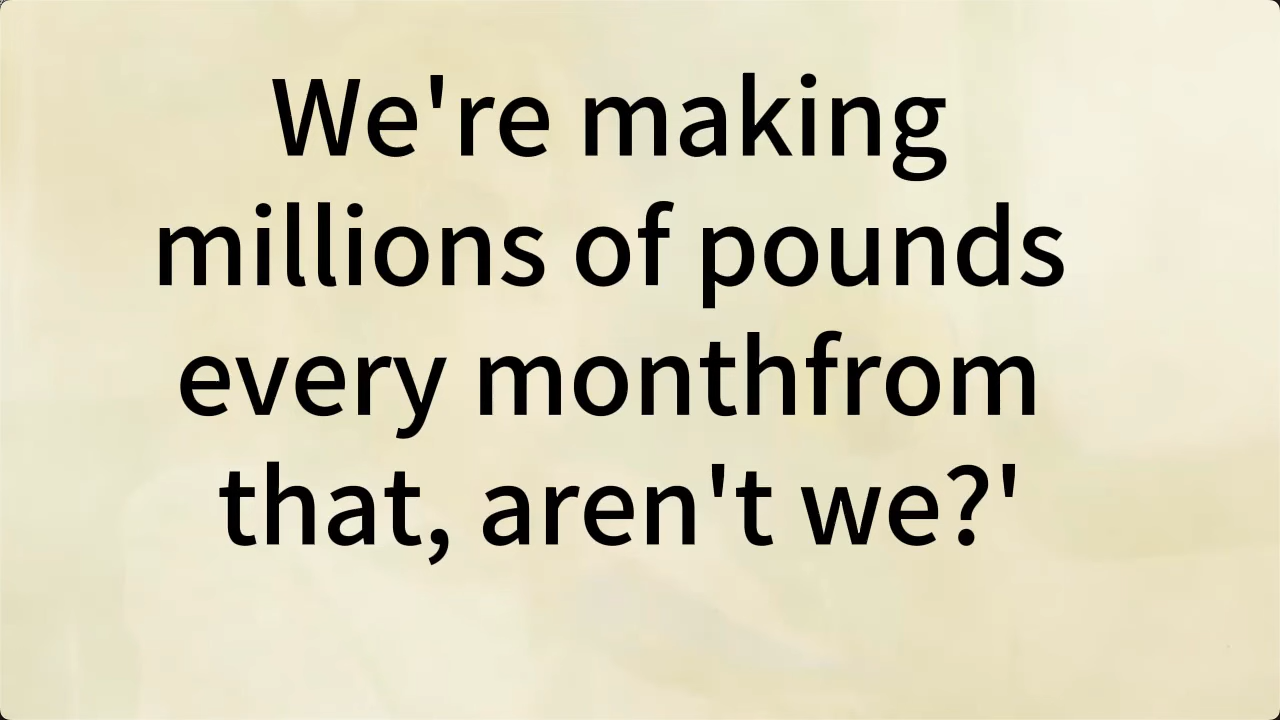 We're making
millions of pounds
every monthfrom
that, aren't we?'